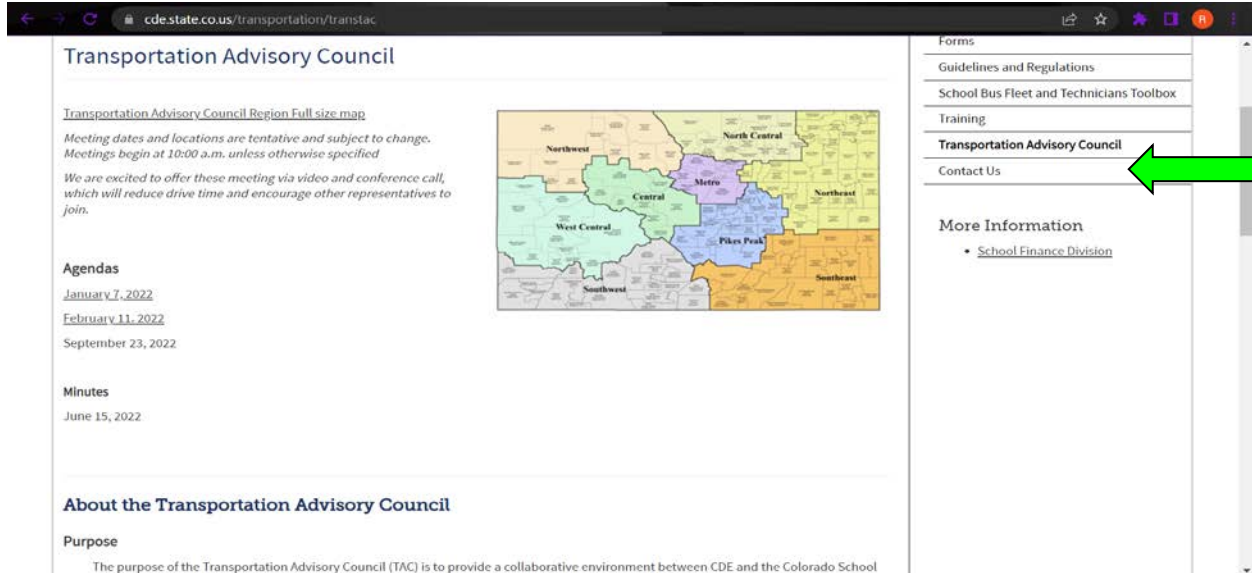 cde.state.co.us/transportation/transtac
R
Transportation Advisory Council
Transportation Advisory Council Region Full size map
Meeting dates and locations are tentative and subject to change.
Meetings begin at 10:00 a.m. unless otherwise specified
We are excited to offer these meeting via video and conference call,
which will reduce drive time and encourage other representatives to
join.
Northwest
North Central
Metro
Central
Northeast
West Central
Pikes Peak
Southwest
Southeast
Agendas
January 7, 2022
February 11, 2022
September 23, 2022
Minutes
June 15, 2022
About the Transportation Advisory Council
Purpose
The purpose of the Transportation Advisory Council (TAC) is to provide a collaborative environment between CDE and the Colorado School
Forms
Guidelines and Regulations
School Bus Fleet and Technicians Toolbox
Training
Transportation Advisory Council
Contact Us
More Information
• School Finance Division